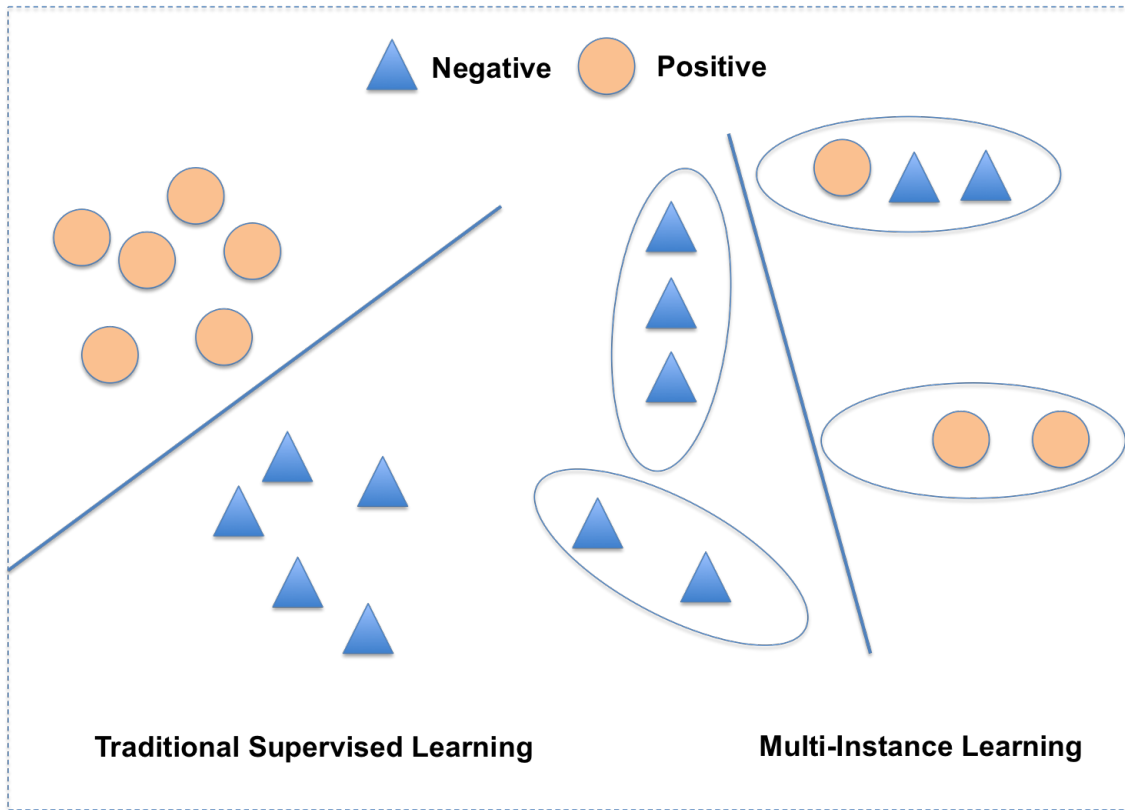 Negative Positive
Traditional Supervised Learning
Multi-Instance Learning